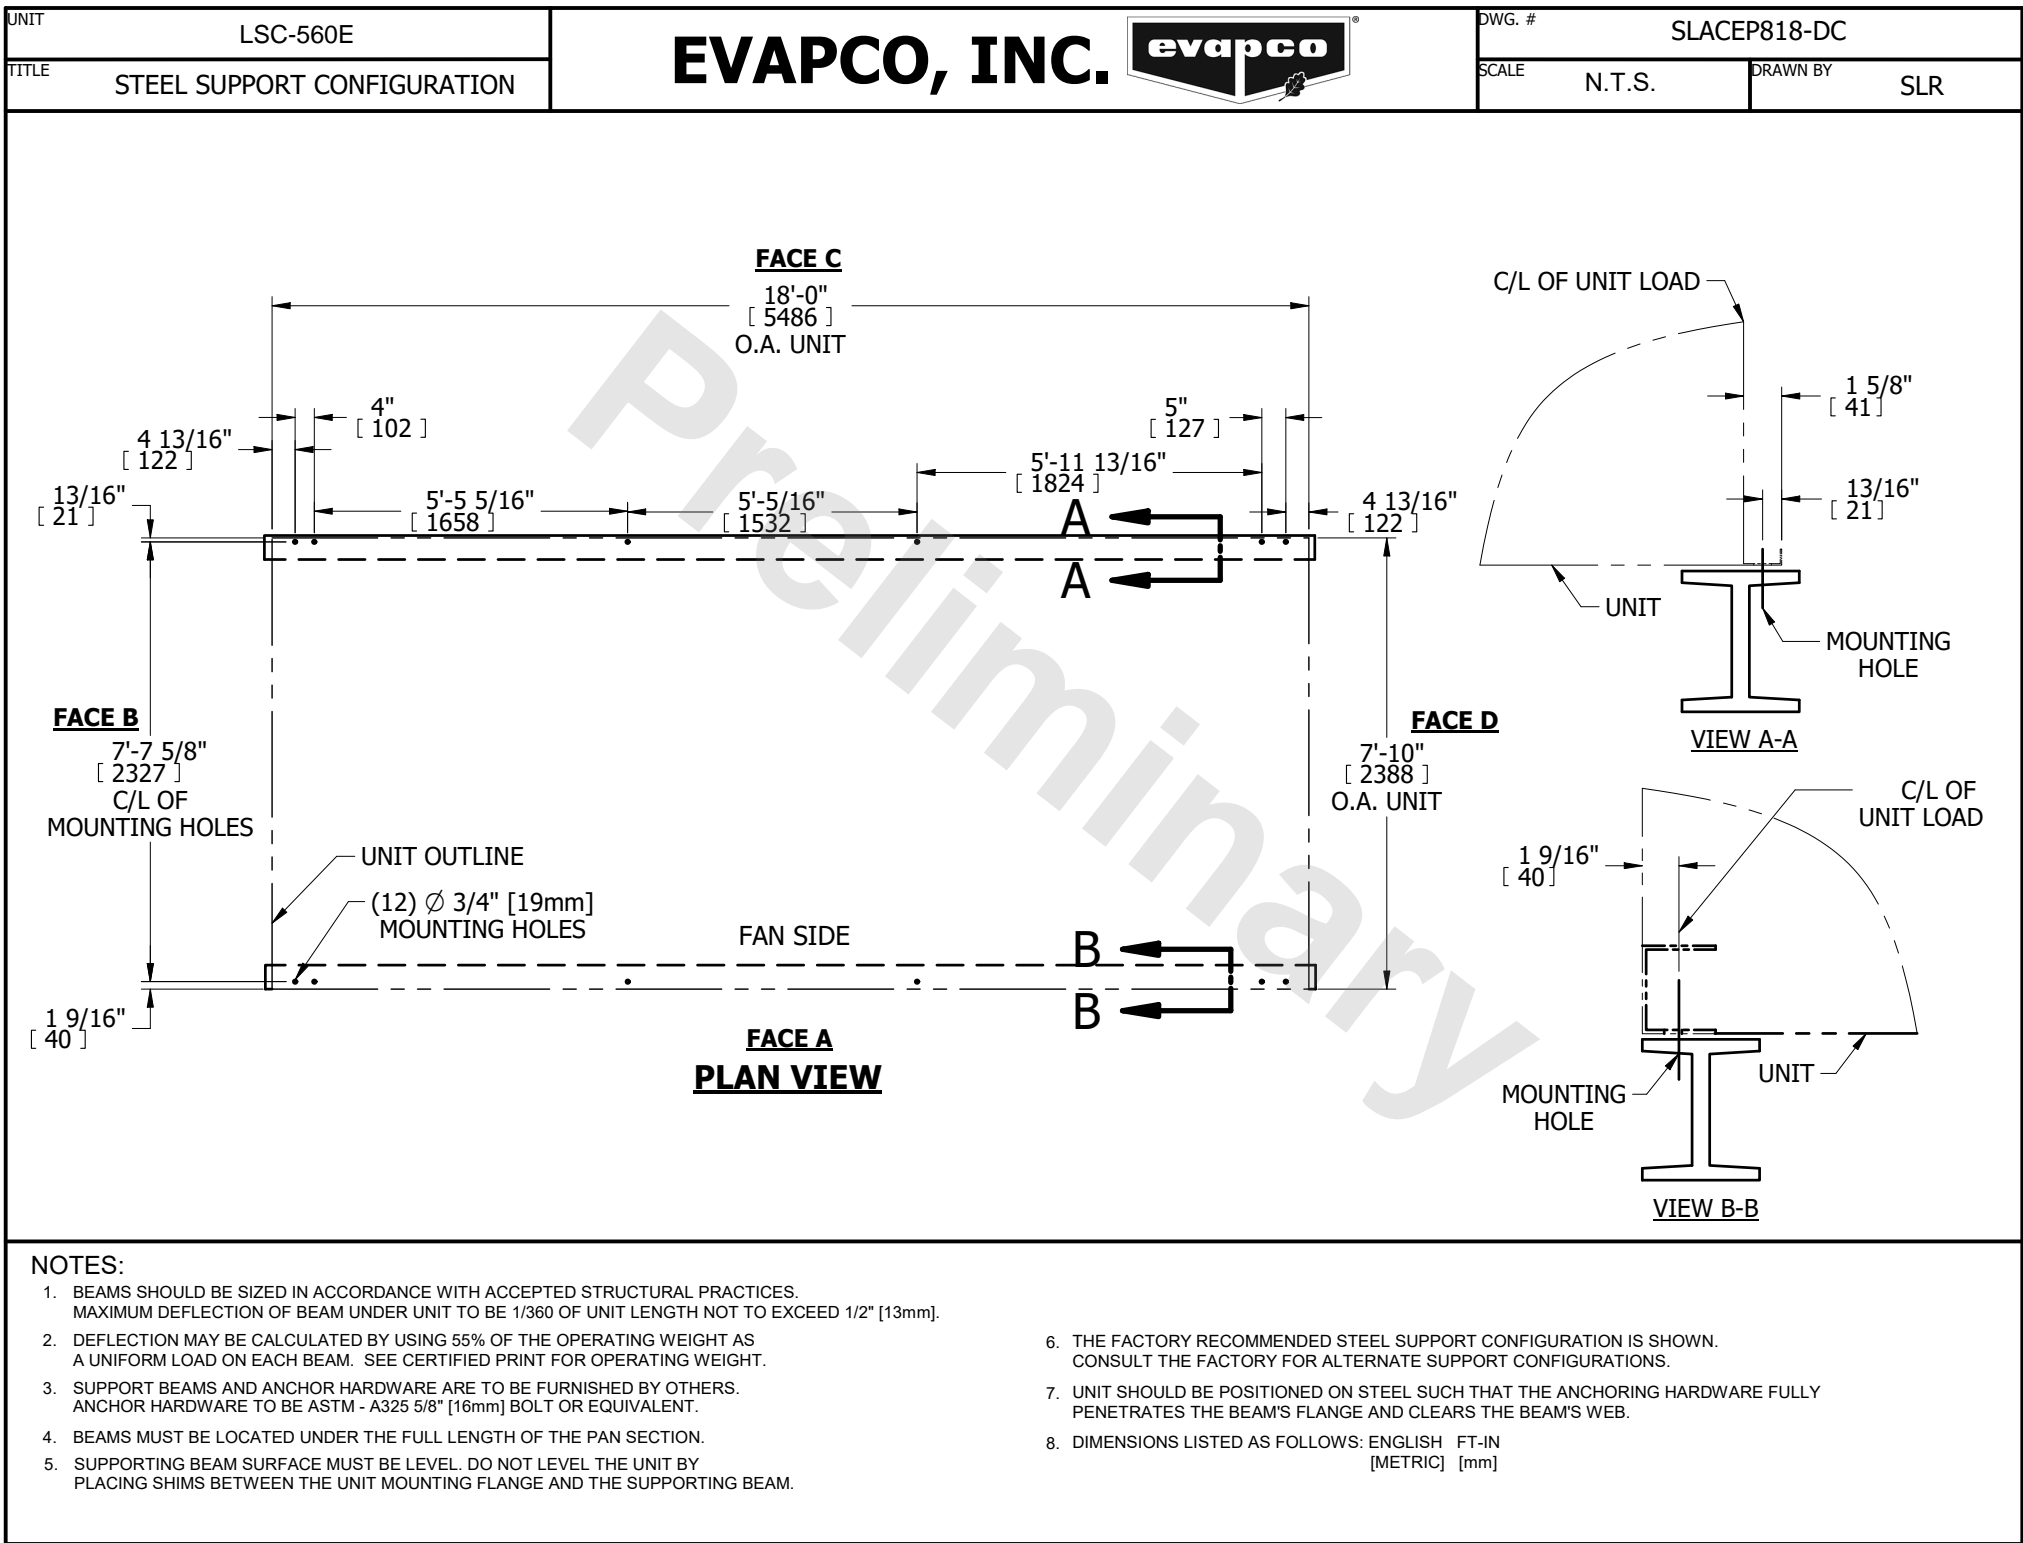 UNIT
LSC-560E
TITLE
STEEL SUPPORT CONFIGURATION
EVAPCO, INC.
evapco
®
DWG. #
SLACEP818-DC
SCALE
N.T.S.
DRAWN BY
SLR
FACE C
18'-0"
[ 5486 ]
O.A. UNIT
4"
[ 102 ]
4 13/16"
[ 122 ]
13/16"
[ 21 ]
5'-5 5/16"
[ 1658 ]
5'-5/16"
[ 1532 ]
5'-11 13/16"
[ 1824 ]
5"
[ 127 ]
4 13/16"
[ 122 ]
A
A
FACE B
7'-7 5/8"
[ 2327 ]
C/L OF
MOUNTING HOLES
FACE D
7'-10"
[ 2388 ]
O.A. UNIT
UNIT OUTLINE
(12) Ø 3/4" [19mm]
MOUNTING HOLES
FAN SIDE
B
B
1 9/16"
[ 40 ]
FACE A
PLAN VIEW
Preliminary
C/L OF UNIT LOAD
1 5/8"
[ 41 ]
13/16"
[ 21 ]
UNIT
MOUNTING
HOLE
VIEW A-A
C/L OF
UNIT LOAD
1 9/16"
[ 40 ]
UNIT
MOUNTING
HOLE
VIEW B-B
NOTES:
1. BEAMS SHOULD BE SIZED IN ACCORDANCE WITH ACCEPTED STRUCTURAL PRACTICES.
MAXIMUM DEFLECTION OF BEAM UNDER UNIT TO BE 1/360 OF UNIT LENGTH NOT TO EXCEED 1/2" [13mm].
2. DEFLECTION MAY BE CALCULATED BY USING 55% OF THE OPERATING WEIGHT AS
A UNIFORM LOAD ON EACH BEAM. SEE CERTIFIED PRINT FOR OPERATING WEIGHT.
3. SUPPORT BEAMS AND ANCHOR HARDWARE ARE TO BE FURNISHED BY OTHERS.
ANCHOR HARDWARE TO BE ASTM - A325 5/8" [16mm] BOLT OR EQUIVALENT.
4. BEAMS MUST BE LOCATED UNDER THE FULL LENGTH OF THE PAN SECTION.
5. SUPPORTING BEAM SURFACE MUST BE LEVEL. DO NOT LEVEL THE UNIT BY
PLACING SHIMS BETWEEN THE UNIT MOUNTING FLANGE AND THE SUPPORTING BEAM.
6. THE FACTORY RECOMMENDED STEEL SUPPORT CONFIGURATION IS SHOWN.
CONSULT THE FACTORY FOR ALTERNATE SUPPORT CONFIGURATIONS.
7. UNIT SHOULD BE POSITIONED ON STEEL SUCH THAT THE ANCHORING HARDWARE FULLY
PENETRATES THE BEAM'S FLANGE AND CLEARS THE BEAM'S WEB.
8. DIMENSIONS LISTED AS FOLLOWS: ENGLISH FT-IN
[METRIC] [mm]